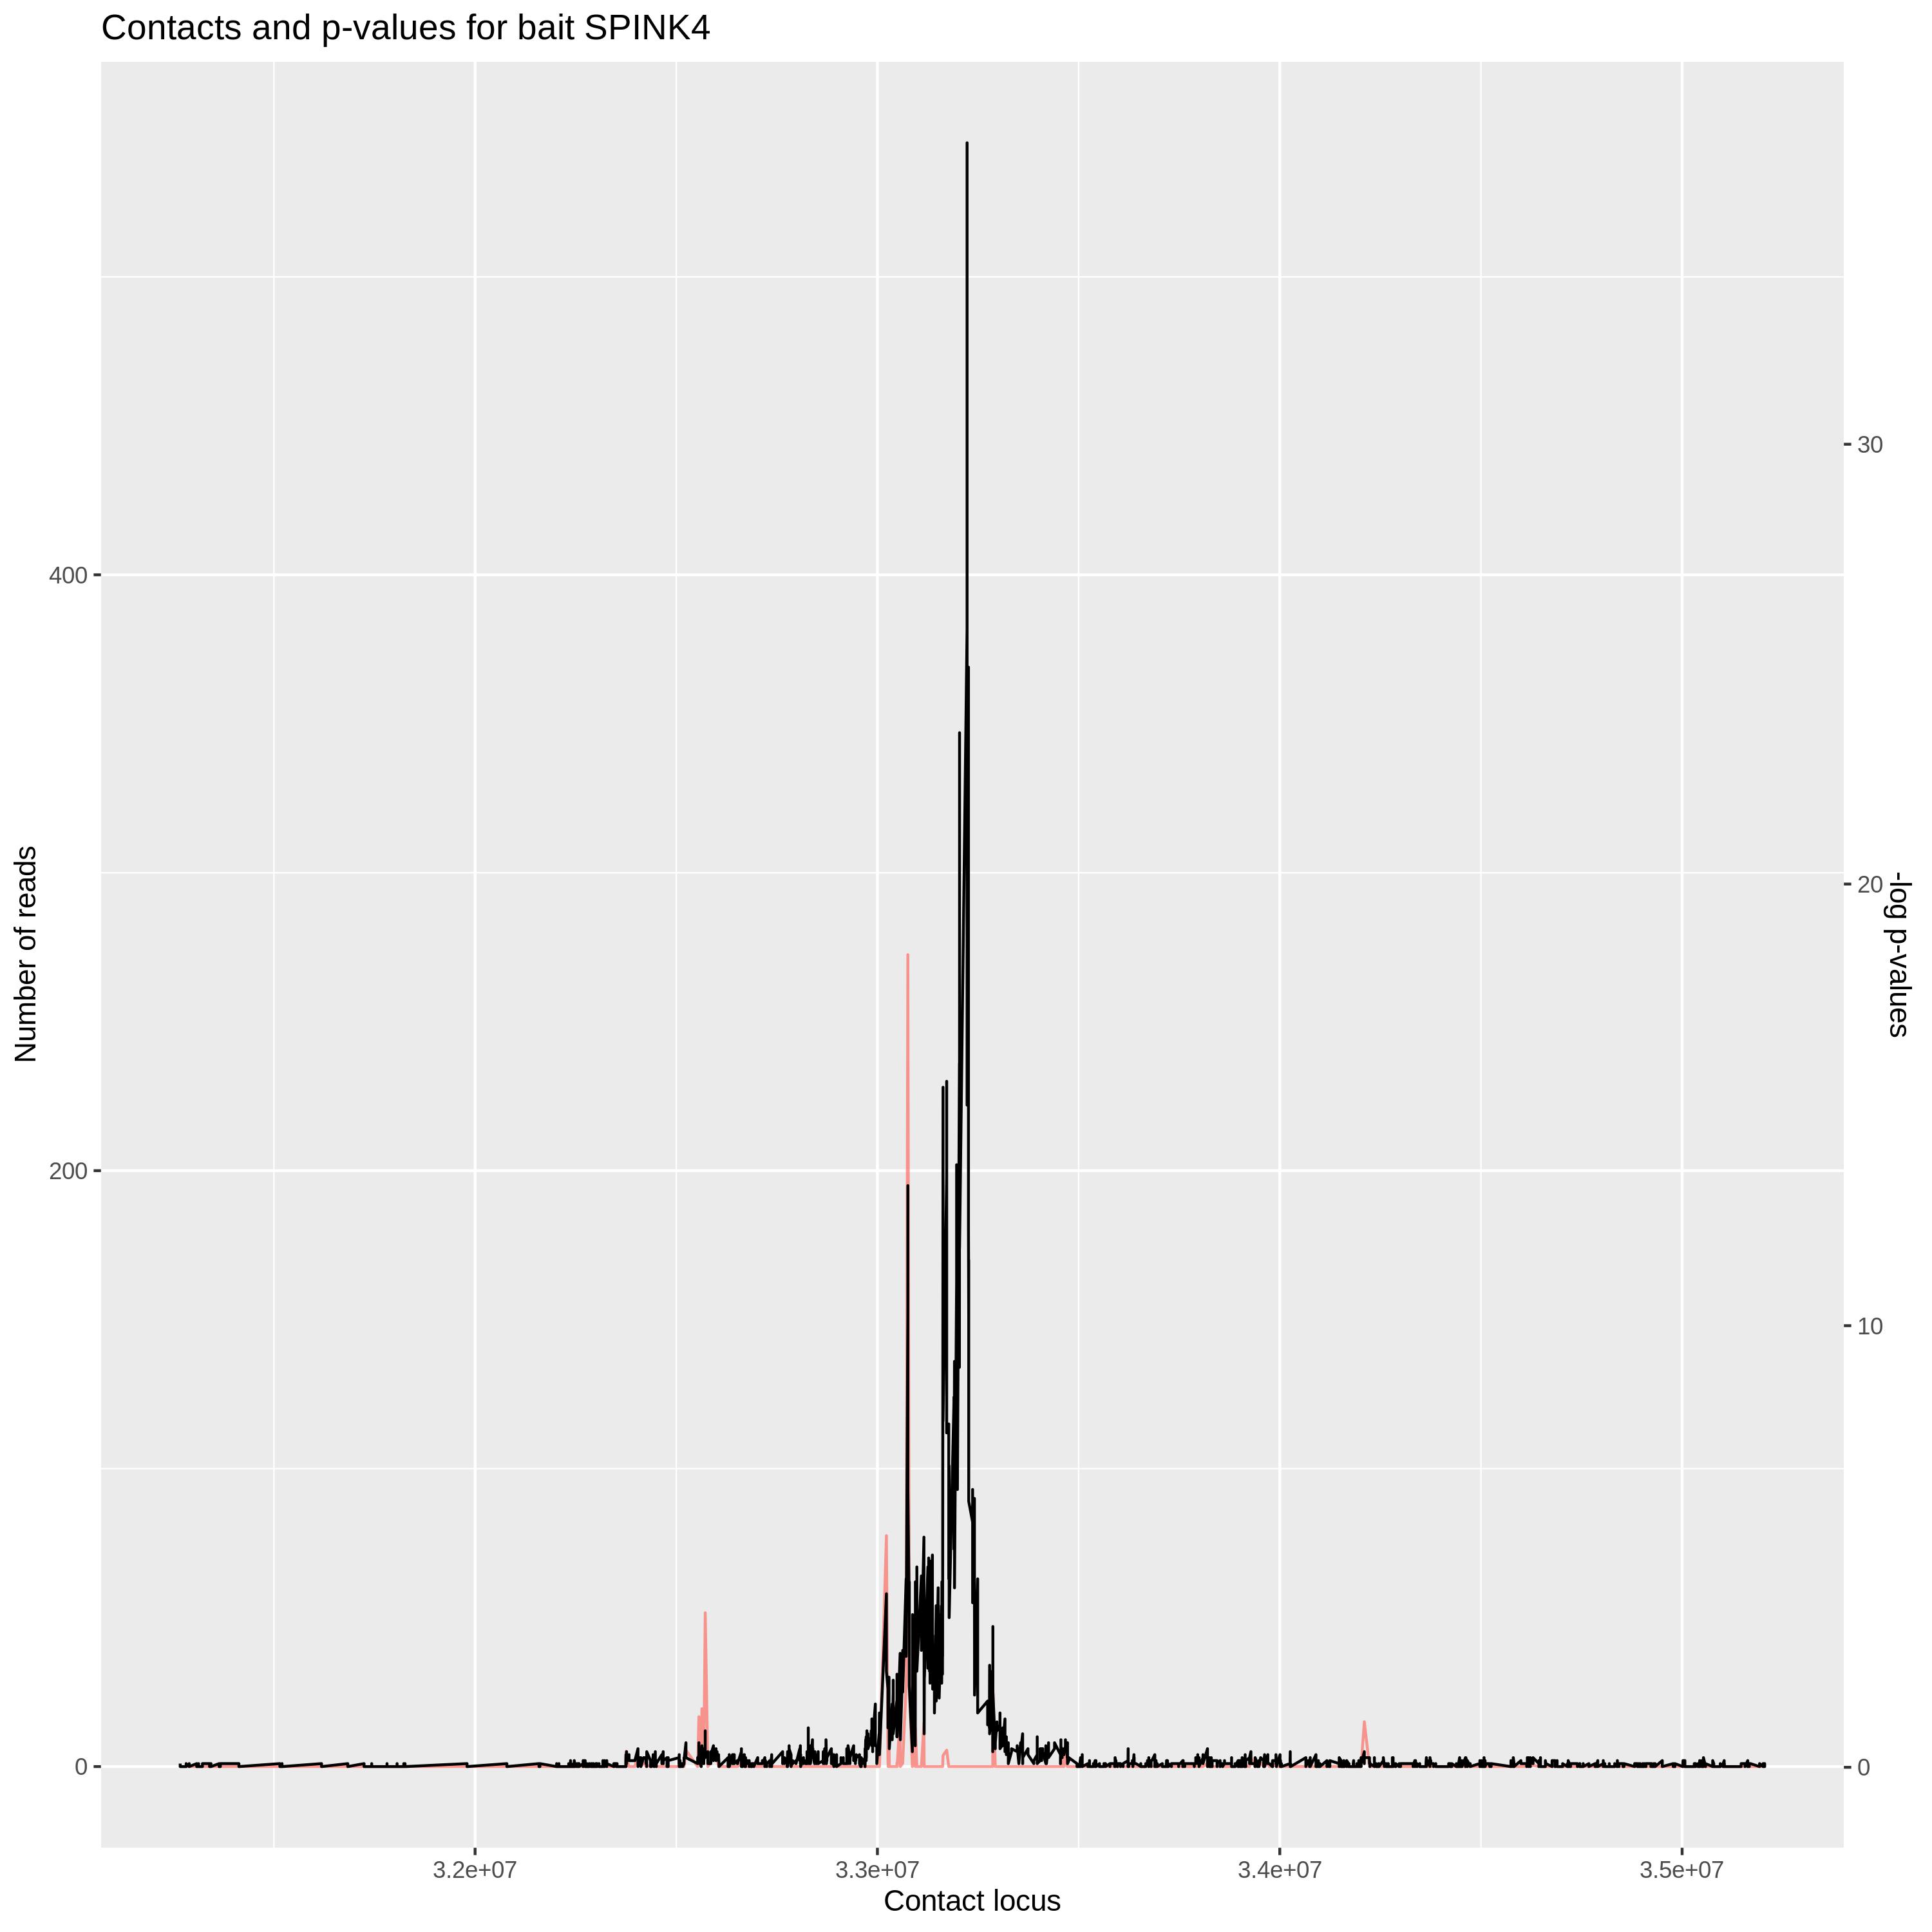 Contacts and p-values for bait SPINK4
Number of reads
400
200
0
30
20
10
0
-log p-values
3.2e+07
3.3e+07
3.4e+07
3.5e+07
Contact locus